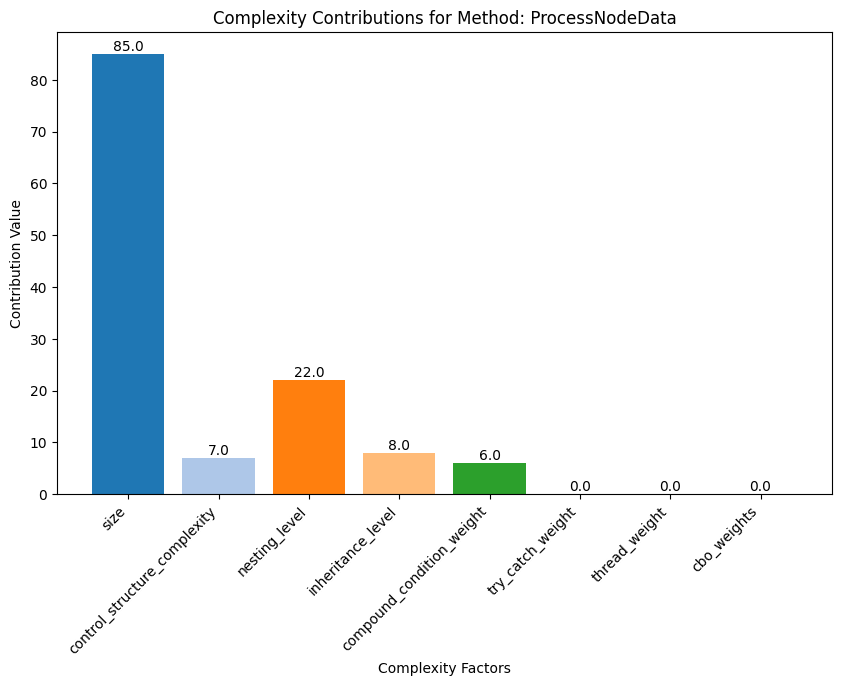 Complexity Contributions for Method: ProcessNodeData
Contribution Value
80
70
60
50
40
30
20
10
0
85.0
7.0
22.0
8.0
6.0
0.0
0.0
0.0
size
control_structure_complexity
nesting_level
inheritance_level
compound_condition_weight
try_catch_weight
thread_weight
cbo_weights
Complexity Factors